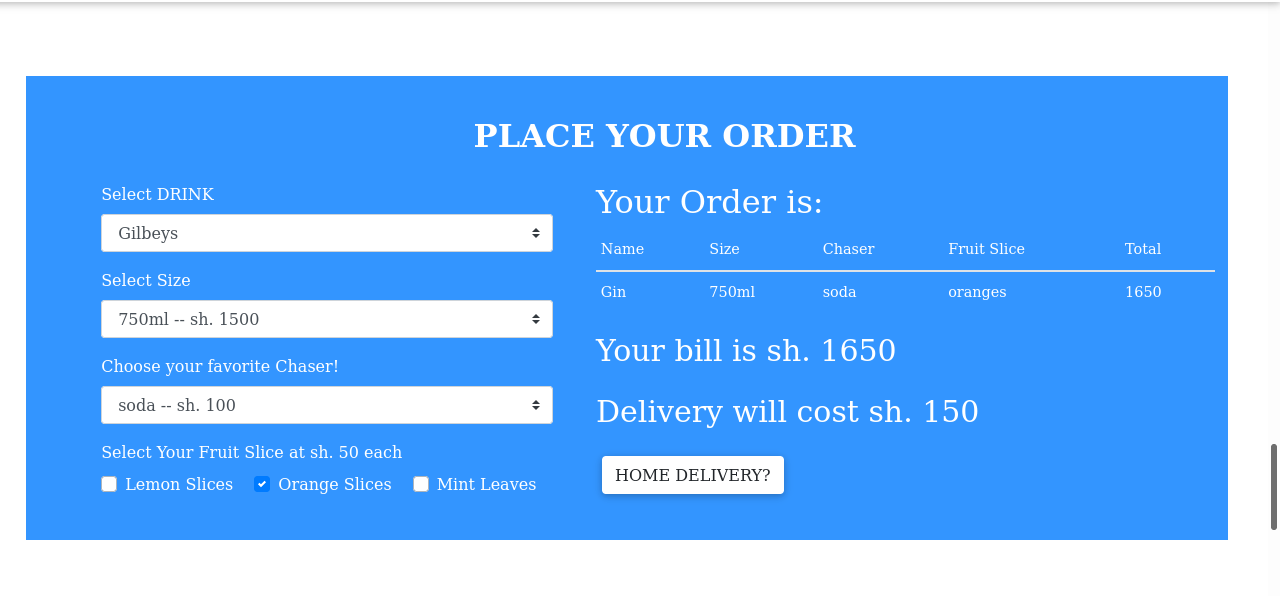 PLACE YOUR ORDER
Select DRINK
Gilbeys
Select Size
750ml -- sh. 1500
Choose your favorite Chaser!
soda -- sh. 100
Select Your Fruit Slice at sh. 50 each
Lemon Slices Orange Slices Mint Leaves
Your Order is:
Name Size Chaser Fruit Slice Total
Gin 750ml soda oranges 1650
Your bill is sh. 1650
Delivery will cost sh. 150
HOME DELIVERY?